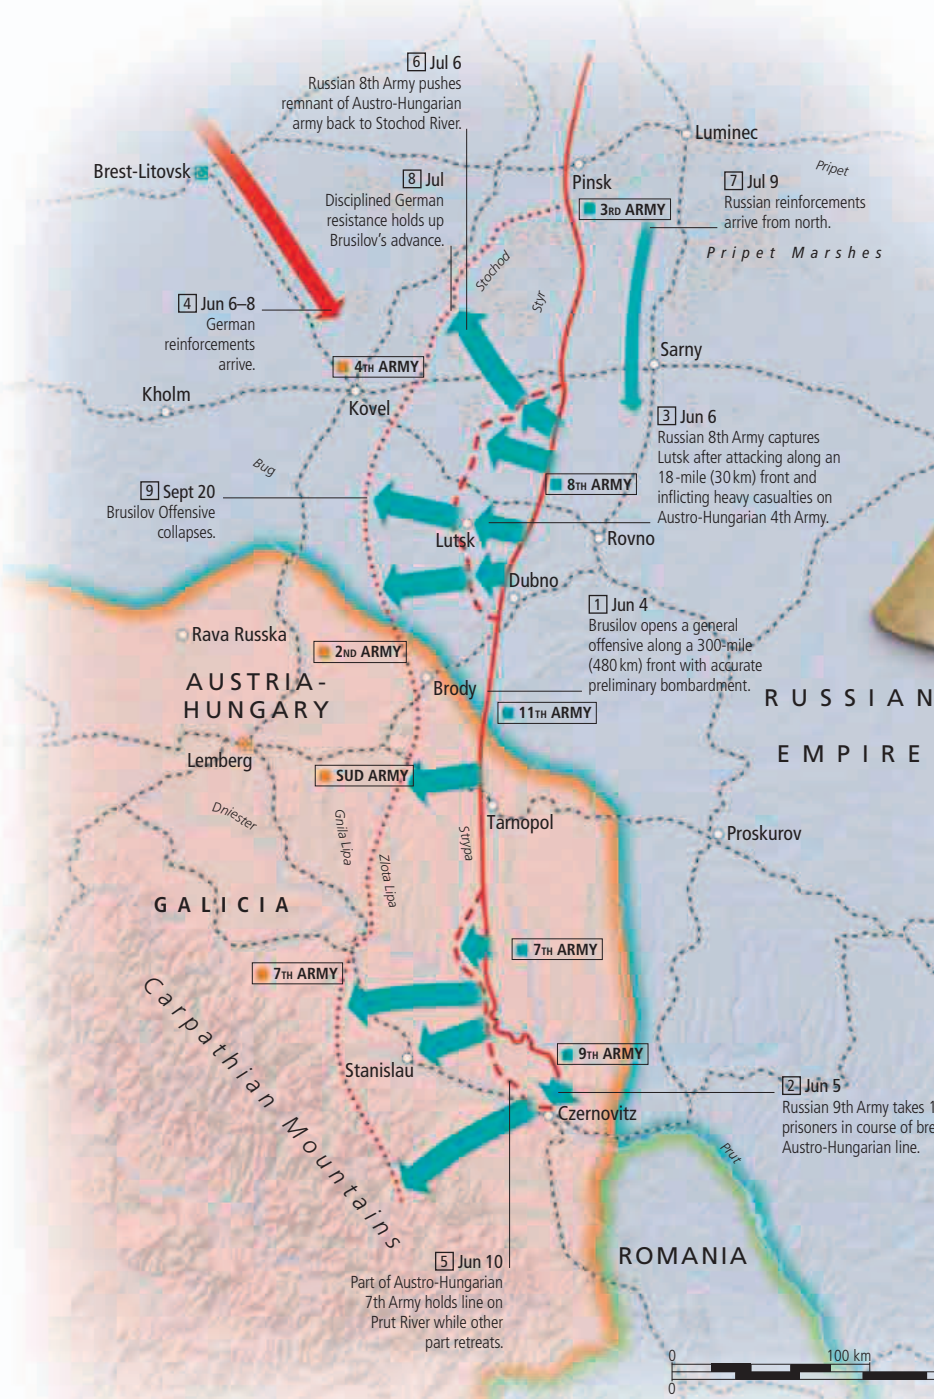 6 Jul 6
Russian 8th Army pushes
remnant of Austro-Hungarian
army back to Stochod River.
Luminec
Brest-Litovsk
8 Jul
Disciplined German
resistance holds up
Brusilov's advance.
Pinsk
Pripet
7 Jul 9
Russian reinforcements
arrive from north.
3RD ARMY
Pripet Marshes
Stochod
Styr
4 Jun 6–8
German
reinforcements
arrive.
4TH ARMY
Sarny
Kholm
Kovel
3 Jun 6
Russian 8th Army captures
Lutsk after attacking along an
18-mile (30 km) front and
inflicting heavy casualties on
Austro-Hungarian 4th Army.
Bug
9 Sept 20
Brusilov Offensive
collapses.
8TH ARMY
Lutsk
Rovno
Dubno
1 Jun 4
Brusilov opens a general
offensive along a 300-mile
(480 km) front with accurate
preliminary bombardment.
Rava Russka
2ND ARMY
AUSTRIA-
HUNGARY
Brody
11TH ARMY
RUSSIAN
EMPIRE
Lemberg
SUD ARMY
Dniester
Gnila Lipa
Zlota Lipa
Strypa
Tarnopol
Proskurov
GALICIA
7TH ARMY
7TH ARMY
Carpathian Mountains
9TH ARMY
Stanislau
2 Jun 5
Russian 9th Army takes 1
prisoners in course of bre
Austro-Hungarian line.
Czernovitz
Prut
ROMANIA
5 Jun 10
Part of Austro-Hungarian
7th Army holds line on
Prut River while other
part retreats.
0 100 km
0